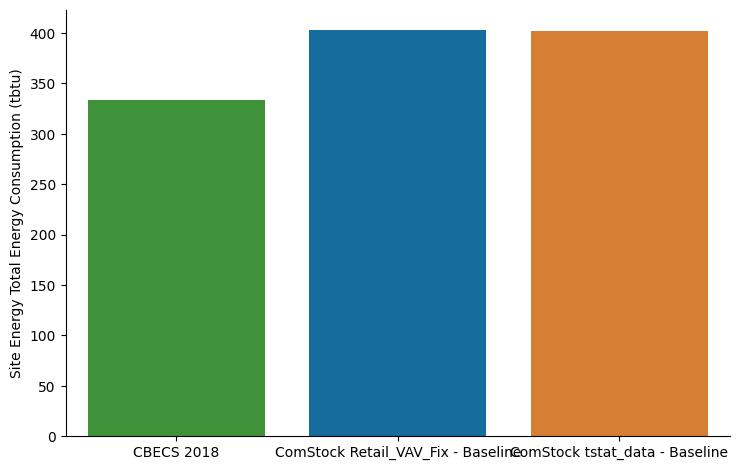 Site Energy Total Energy Consumption (tbtu)
400
350
300
250
200
150
100
50
0
CBECS 2018
ComStock Retail_VAV_Fix - Baseline
ComStock tstat_data - Baseline